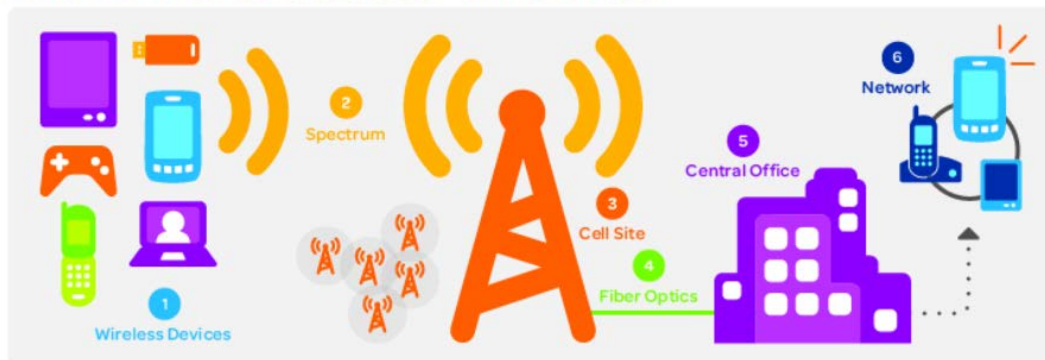 1
Wireless Devices
2
Spectrum
3
Cell Site
4
Fiber Optics
5
Central Office
6
Network